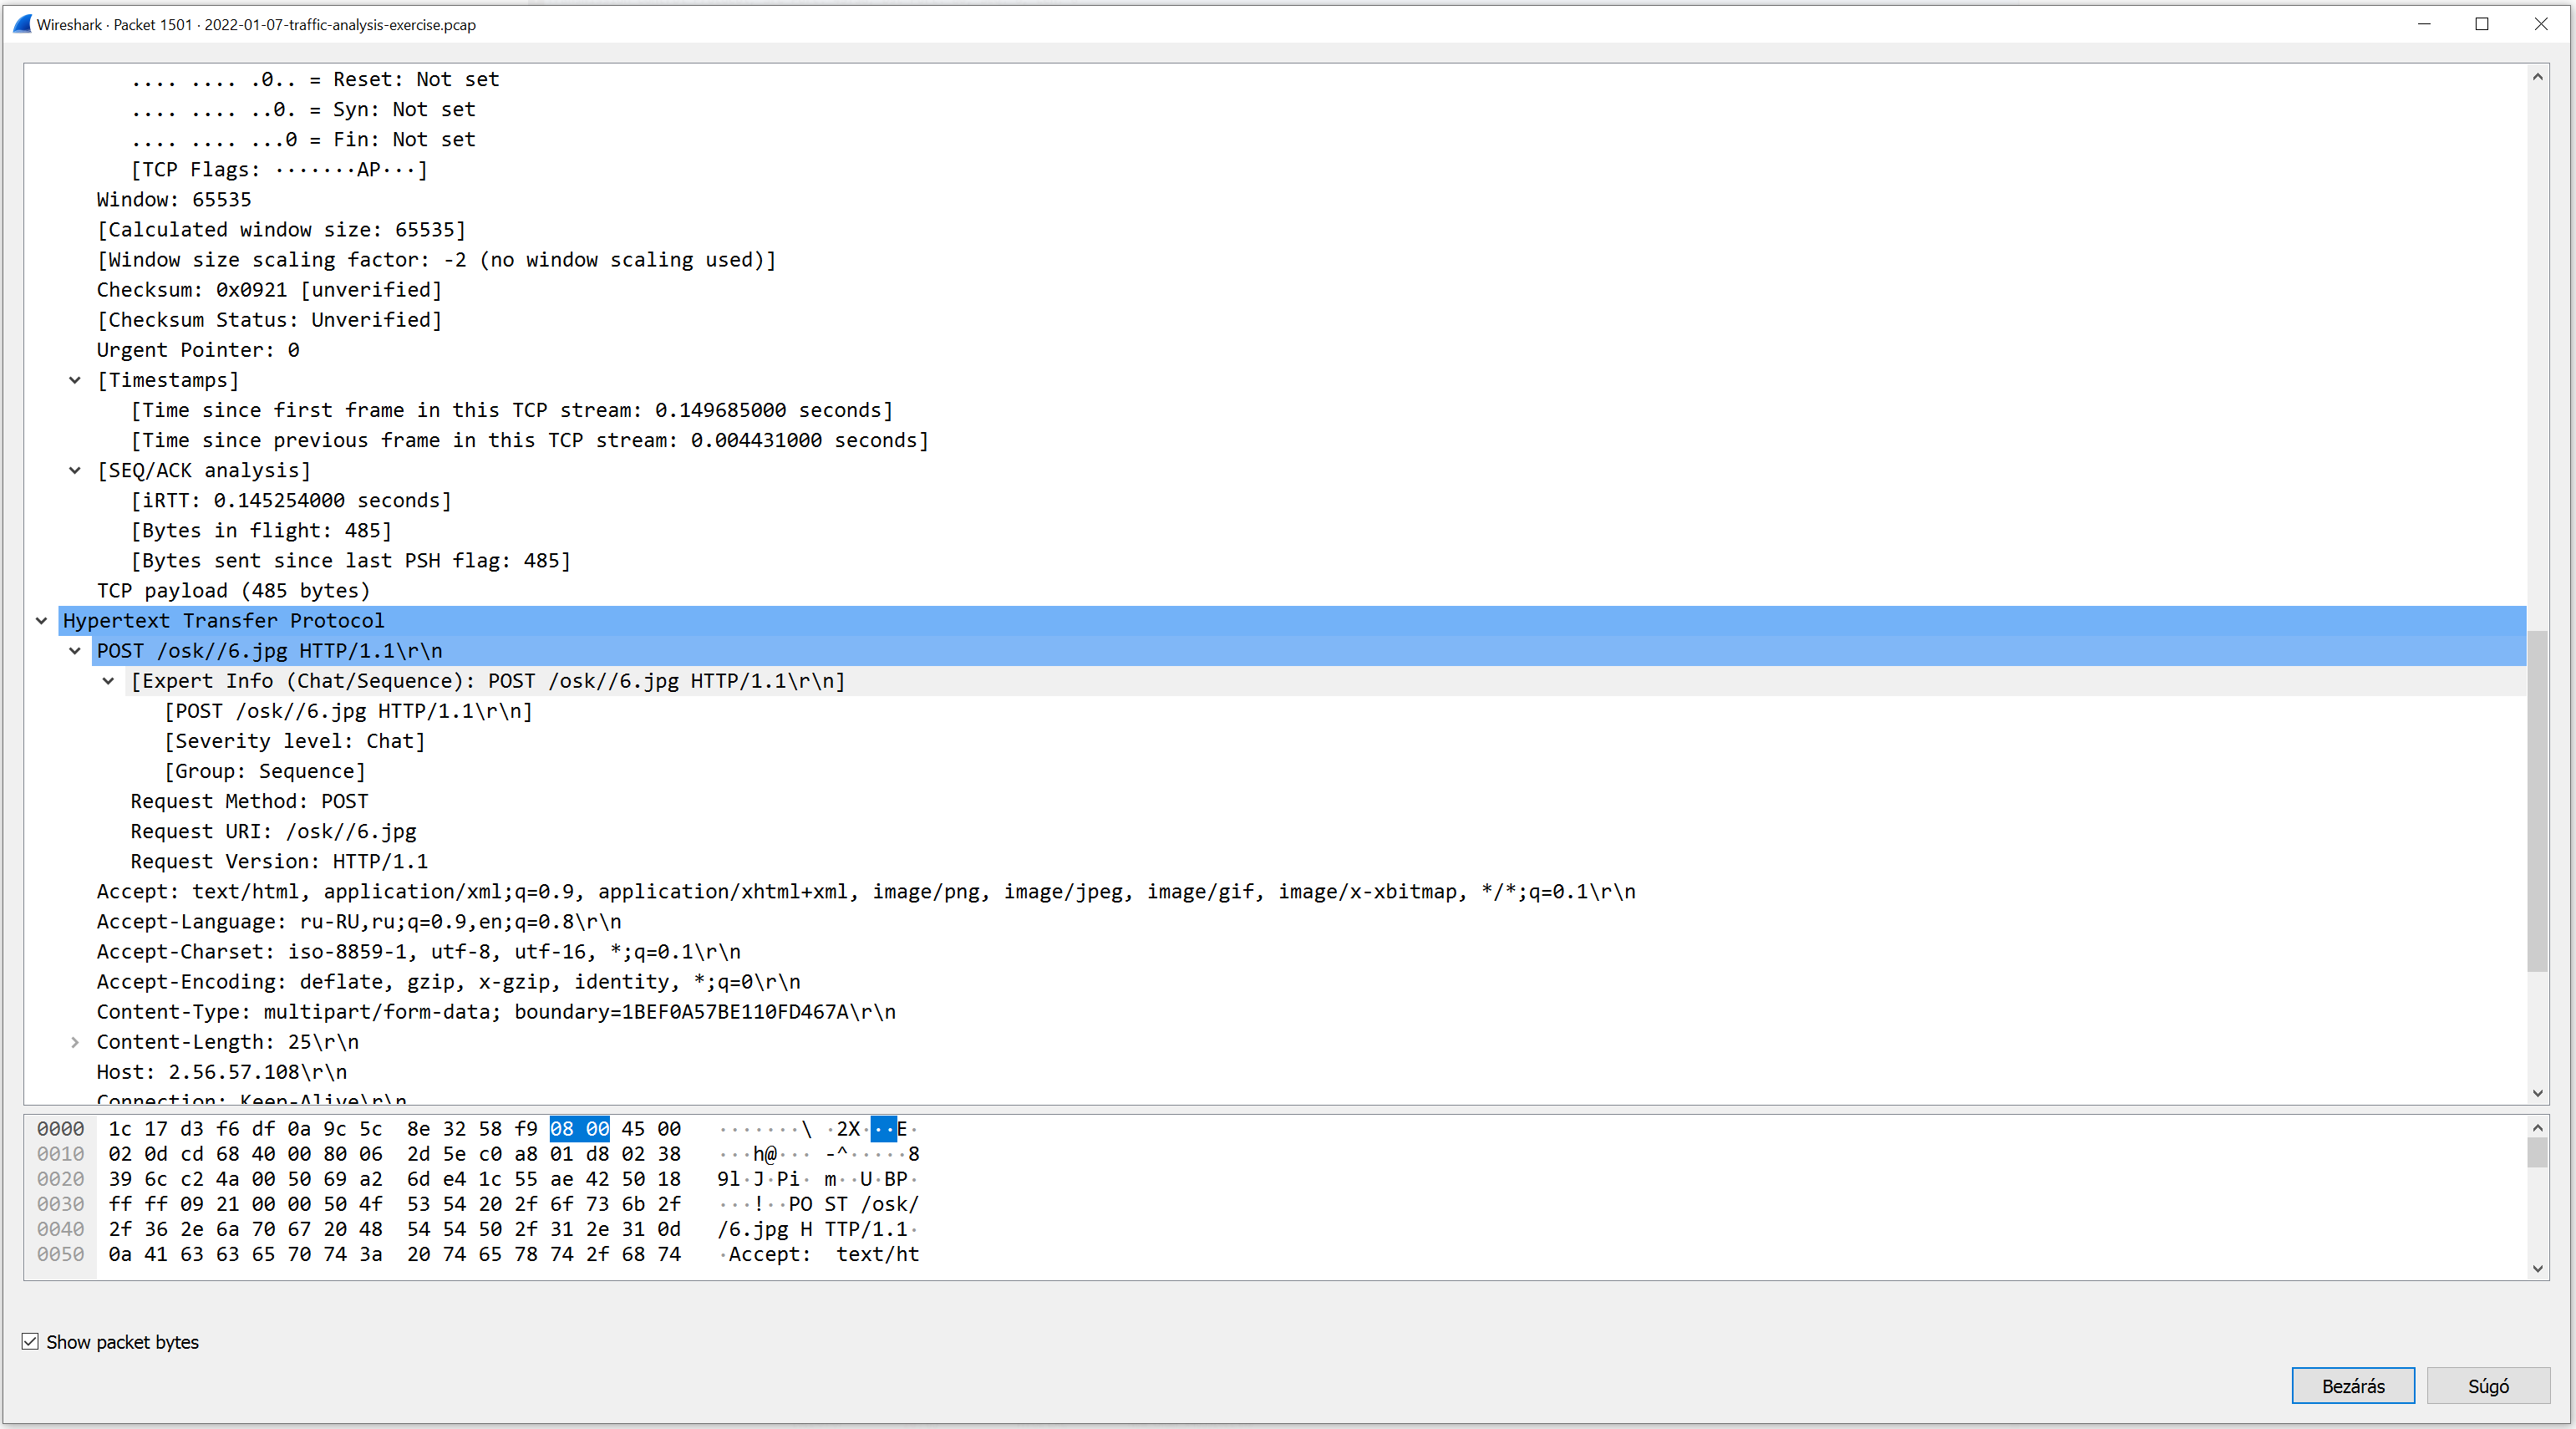 Wireshark · Packet 1501 · 2022-01-07-traffic-analysis-exercise.pcap
.... .... .0.. = Reset: Not set
.... .... ..0. = Syn: Not set
.... .... ...0 = Fin: Not set
[TCP Flags: ·······AP···]
Window: 65535
[Calculated window size: 65535]
[Window size scaling factor: -2 (no window scaling used)]
Checksum: 0x0921 [unverified]
[Checksum Status: Unverified]
Urgent Pointer: 0
[Timestamps]
[Time since first frame in this TCP stream: 0.149685000 seconds]
[Time since previous frame in this TCP stream: 0.004431000 seconds]
[SEQ/ACK analysis]
[iRTT: 0.145254000 seconds]
[Bytes in flight: 485]
[Bytes sent since last PSH flag: 485]
TCP payload (485 bytes)
Hypertext Transfer Protocol
POST /osk//6.jpg HTTP/1.1\r\n
[Expert Info (Chat/Sequence): POST /osk//6.jpg HTTP/1.1\r\n]
[POST /osk//6.jpg HTTP/1.1\r\n]
[Severity level: Chat]
[Group: Sequence]
Request Method: POST
Request URI: /osk//6.jpg
Request Version: HTTP/1.1
Accept: text/html, application/xml;q=0.9, application/xhtml+xml, image/png, image/jpeg, image/gif, image/x-xbitmap, */*;q=0.1\r\n
Accept-Language: ru-RU,ru;q=0.9,en;q=0.8\r\n
Accept-Charset: iso-8859-1, utf-8, utf-16, *;q=0.1\r\n
Accept-Encoding: deflate, gzip, x-gzip, identity, *;q=0\r\n
Content-Type: multipart/form-data; boundary=1BEF0A57BE110FD467A\r\n
Content-Length: 25\r\n
Host: 2.56.57.108\r\n
Connection: Keep-Alive\r\n
0000 1c 17 d3 f6 df 0a 9c 5c 8e 32 58 f9 08 00 45 00 ·······\ ·2X···E·
0010 02 0d cd 68 40 00 80 06 2d 5e c0 a8 01 d8 02 38 ···h@··· -^·····8
0020 39 6c c2 4a 00 50 69 a2 6d e4 1c 55 ae 42 50 18 9l·J·Pi· m··U·BP·
0030 ff ff 09 21 00 00 50 4f 53 54 20 2f 6f 73 6b 2f ···!··PO ST /osk/
0040 2f 36 2e 6a 70 67 20 48 54 54 50 2f 31 2e 31 0d /6.jpg H TTP/1.1·
0050 0a 41 63 63 65 70 74 3a 20 74 65 78 74 2f 68 74 ·Accept: text/ht
Show packet bytes
Bezárás Súgó